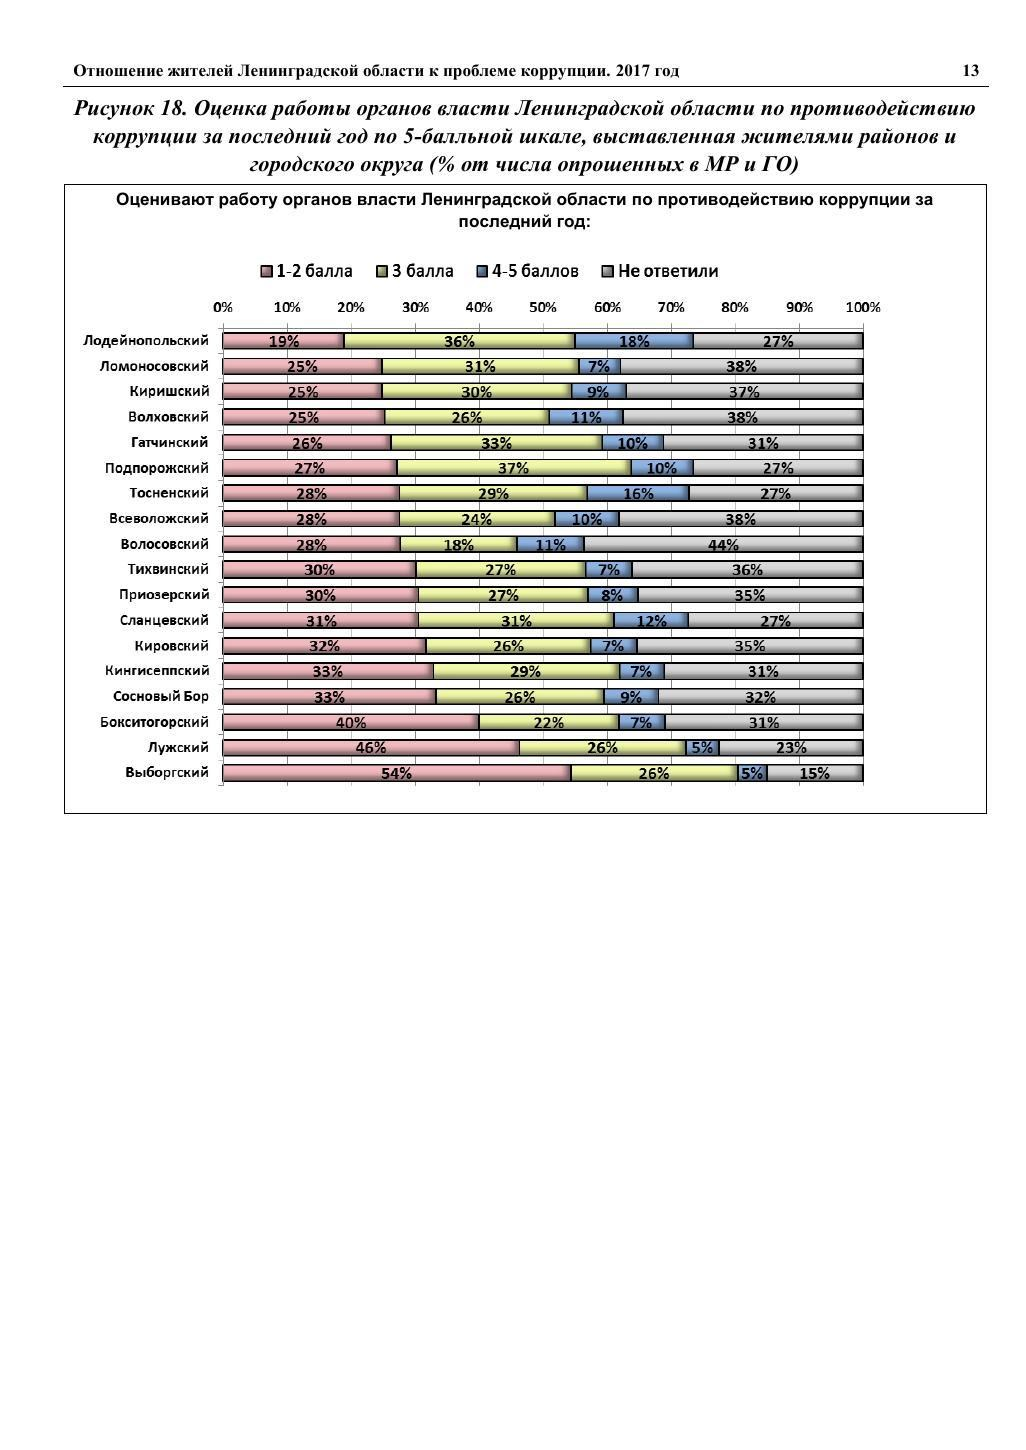 Отношение жителей Ленинградской области к проблеме коррупции. 2017 год 13
Рисунок 18. Оценка работы органов власти Ленинградской области по противодействию
коррупции за последний год по 5-балльной шкале, выставленная жителями районов и
городского округа (% от числа опрошенных в МР и ГО)
Оценивают работу органов власти Ленинградской области по противодействию коррупции за
последний год:
1-2 балла 3 балла 4-5 баллов Не ответили
0% 10% 20% 30% 40% 50% 60% 70% 80% 90% 100%
Лодейнопольский 19% 36% 18% 27%
Ломоносовский 25% 31% 7% 38%
Киришский 25% 30% 9% 37%
Волховский 25% 26% 11% 38%
Гатчинский 26% 33% 10% 31%
Подпорожский 27% 37% 10% 27%
Тосненский 28% 29% 16% 27%
Всеволожский 28% 24% 10% 38%
Волосовский 28% 18% 11% 44%
Тихвинский 30% 27% 7% 36%
Приозерский 30% 27% 8% 35%
Сланцевский 31% 31% 12% 27%
Кировский 32% 26% 7% 35%
Кингисеппский 33% 29% 7% 31%
Сосновый Бор 33% 26% 9% 32%
Бокситогорский 40% 22% 7% 31%
Лужский 46% 26% 5% 23%
Выборгский 54% 26% 5% 15%